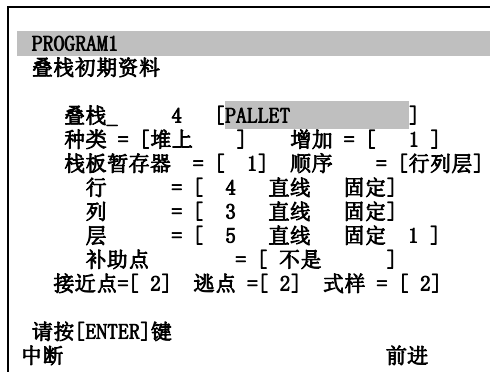 PROGRAM1
叠栈初期资料
叠栈_ 4 [PALLET ]
种类 = [堆上 ] 增加 = [ 1 ]
栈板暂存器 = [ 1] 顺序 = [行列层]
行 = [ 4 直线 固定]
列 = [ 3 直线 固定]
层 = [ 5 直线 固定 1 ]
补助点 = [ 不是 ]
接近点=[ 2] 逃点 =[ 2] 式样 = [ 2]
请按[ENTER]键
中断 前进